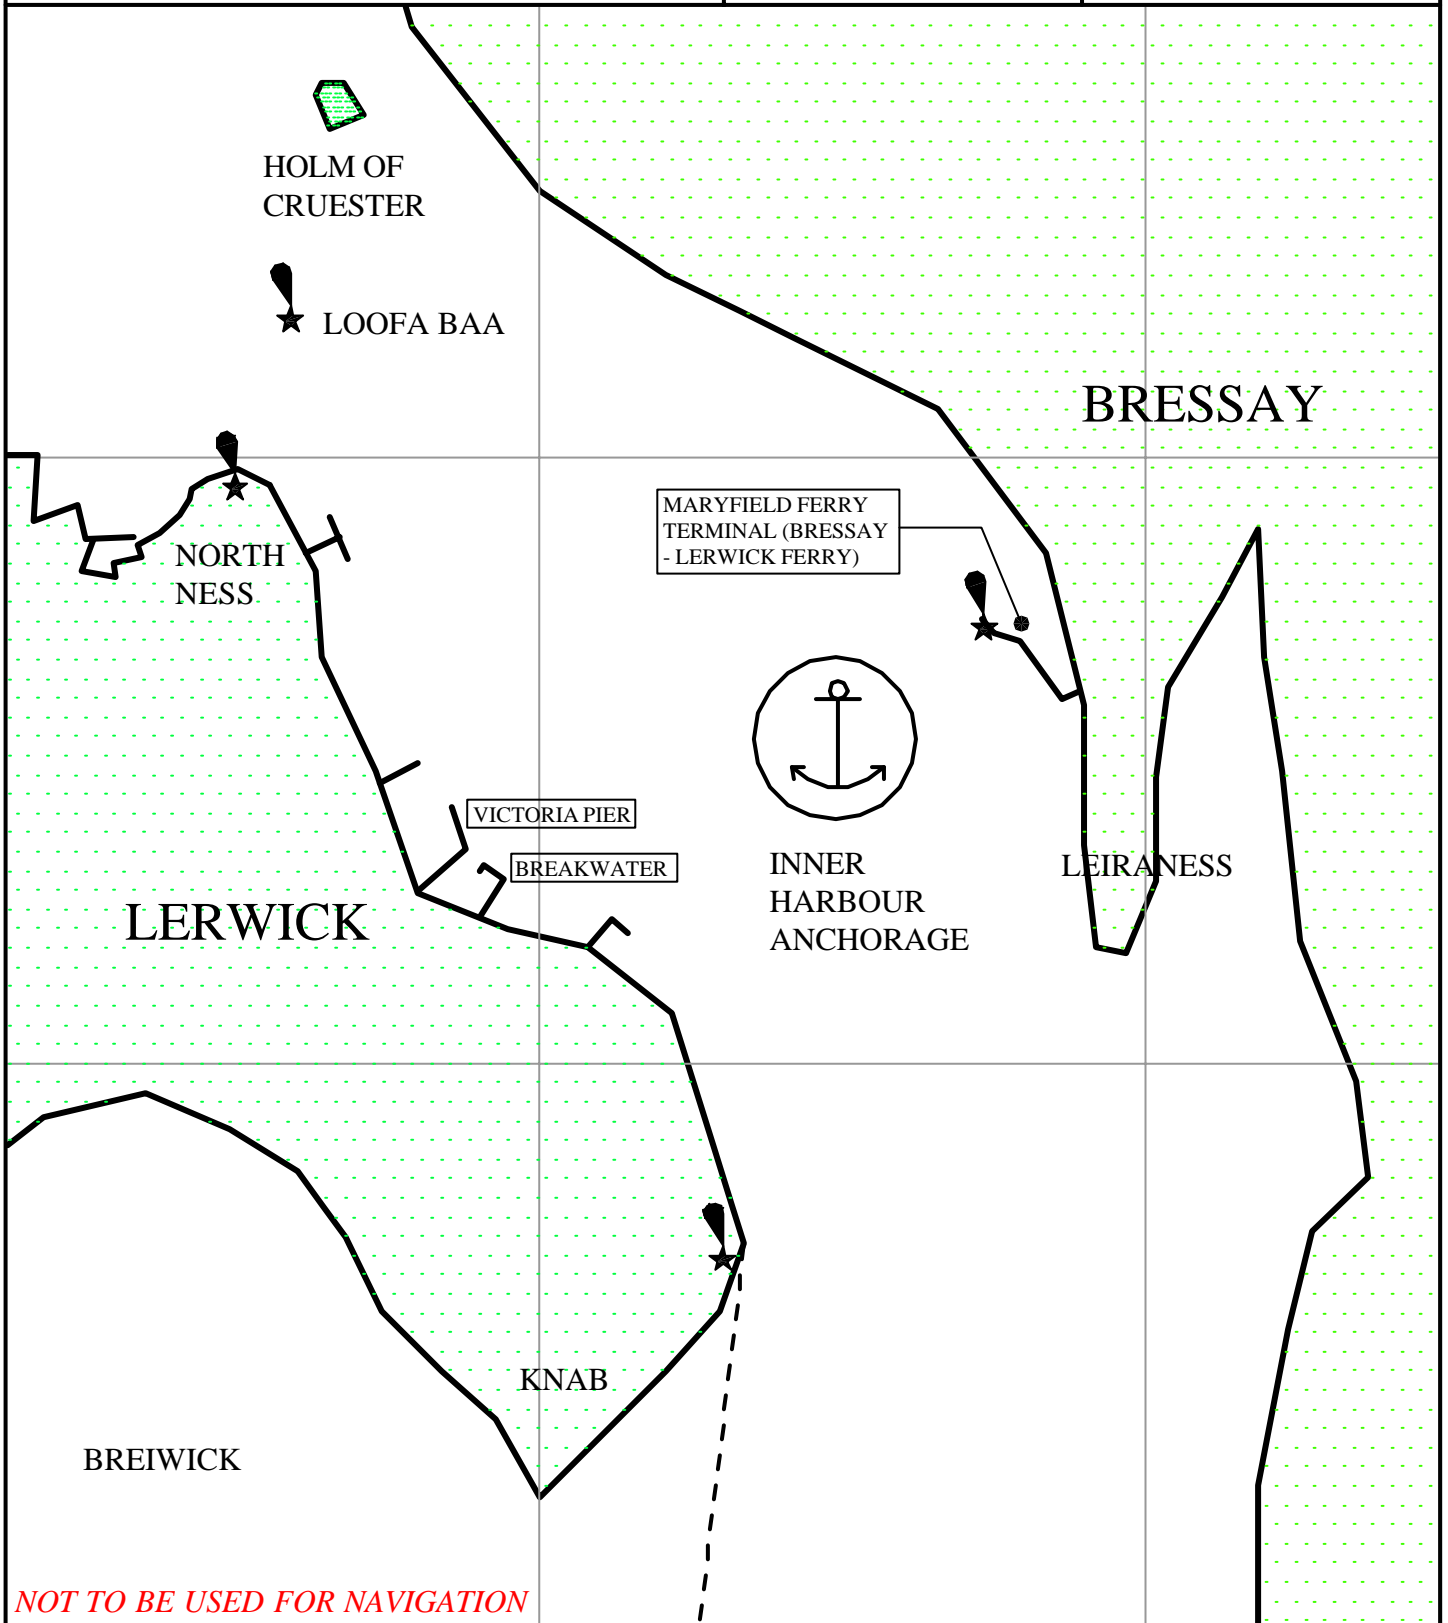 HOLM OF
CRUESTER
LOOFA BAA
BRESSAY
MARYFIELD FERRY
TERMINAL (BRESSAY
- LERWICK FERRY)
NORTH
NESS
VICTORIA PIER
BREAKWATER
INNER
HARBOUR
ANCHORAGE
LEIRANESS
LERWICK
KNAB
BREIWICK
NOT TO BE USED FOR NAVIGATION